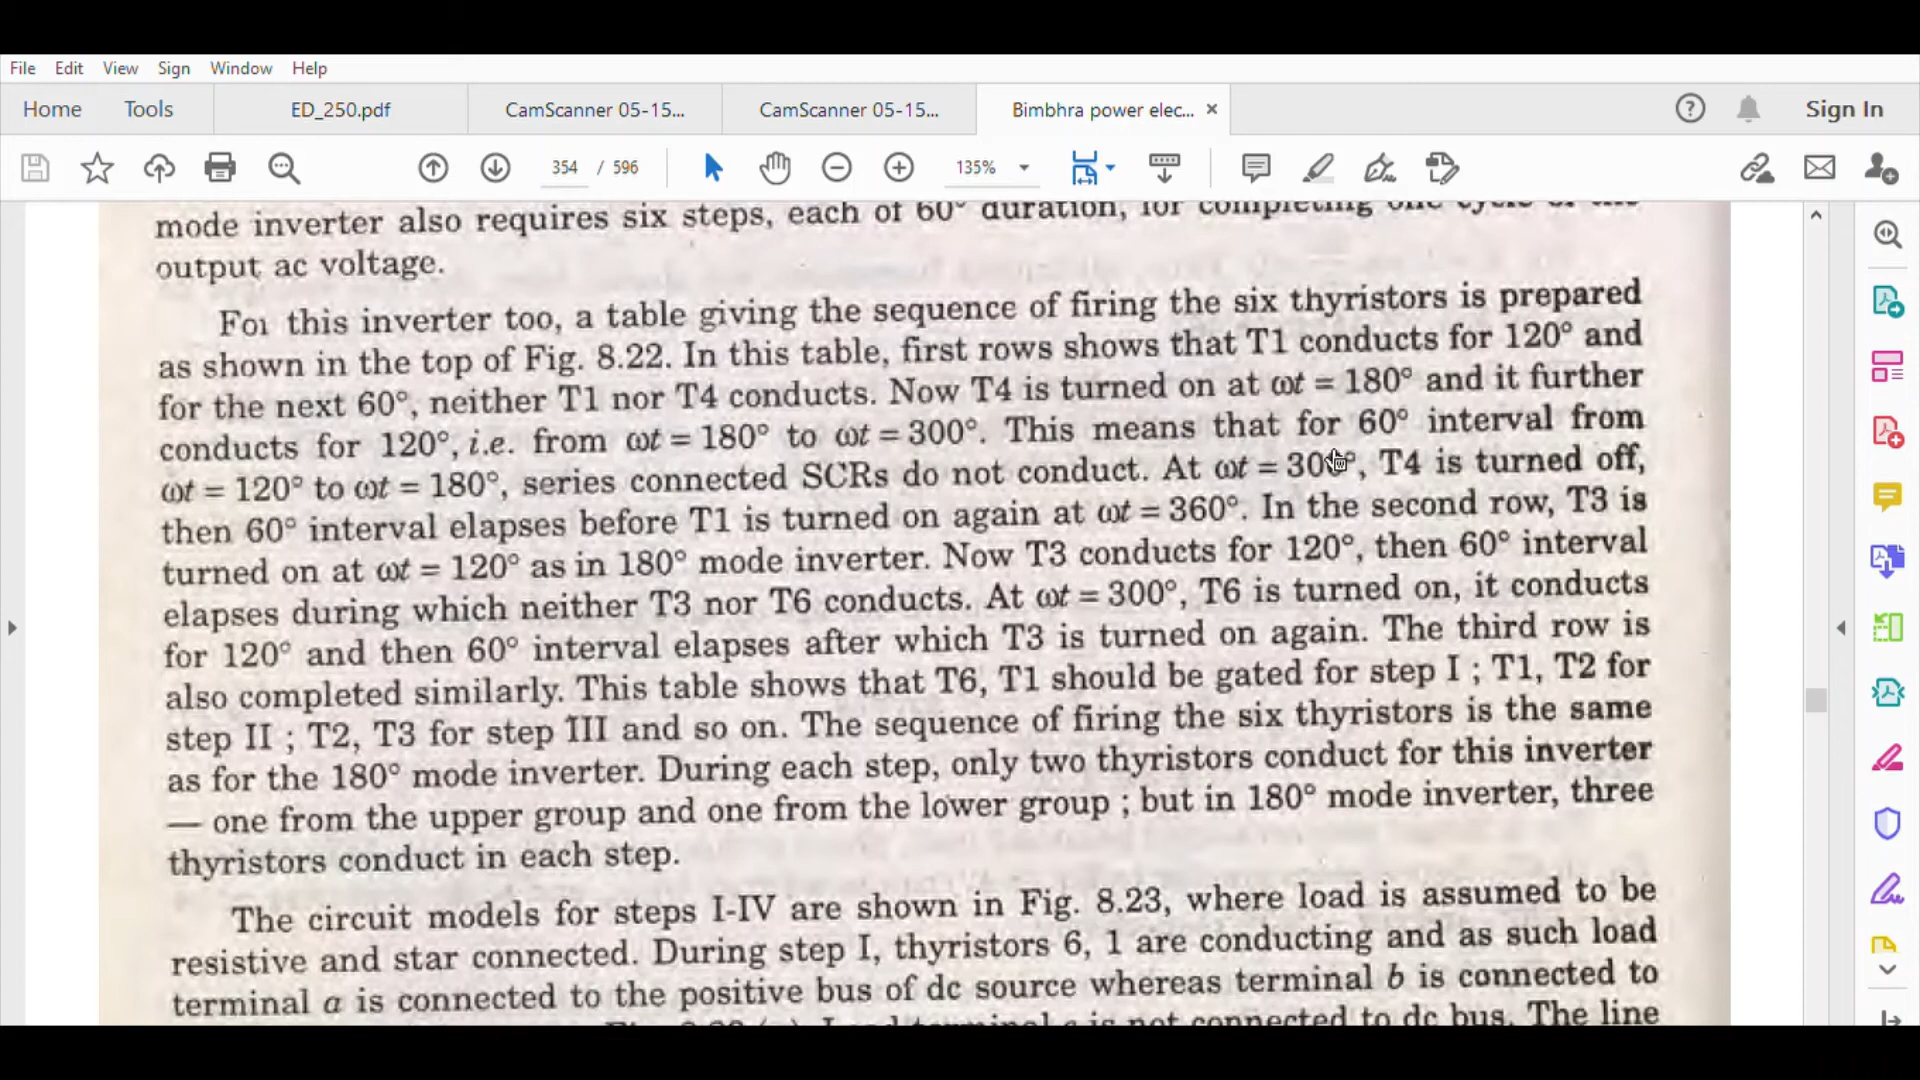 File Edit View Sign Window Help
Home Tools ED_250.pdf CamScanner 05-15... CamScanner 05-15... Bimbhra power elec... × Sign In
354 / 596 135%
mode inverter also requires six steps, each of 60° duration, for completing one cycle of the
output ac voltage.
For this inverter too, a table giving the sequence of firing the six thyristors is prepared
as shown in the top of Fig. 8.22. In this table, first rows shows that T1 conducts for 120° and
for the next 60°, neither T1 nor T4 conducts. Now T4 is turned on at ωt = 180° and it further
conducts for 120°, i.e. from ωt = 180° to ωt = 300°. This means that for 60° interval from
ωt = 120° to ωt = 180°, series connected SCRs do not conduct. At ωt = 300°, T4 is turned off,
then 60° interval elapses before T1 is turned on again at ωt = 360°. In the second row, T3 is
turned on at ωt = 120° as in 180° mode inverter. Now T3 conducts for 120°, then 60° interval
elapses during which neither T3 nor T6 conducts. At ωt = 300°, T6 is turned on, it conducts
for 120° and then 60° interval elapses after which T3 is turned on again. The third row is
also completed similarly. This table shows that T6, T1 should be gated for step I ; T1, T2 for
step II ; T2, T3 for step III and so on. The sequence of firing the six thyristors is the same
as for the 180° mode inverter. During each step, only two thyristors conduct for this inverter
— one from the upper group and one from the lower group ; but in 180° mode inverter, three
thyristors conduct in each step.
The circuit models for steps I-IV are shown in Fig. 8.23, where load is assumed to be
resistive and star connected. During step I, thyristors 6, 1 are conducting and as such load
terminal a is connected to the positive bus of dc source whereas terminal b is connected to
terminal c is not connected to dc bus. The line